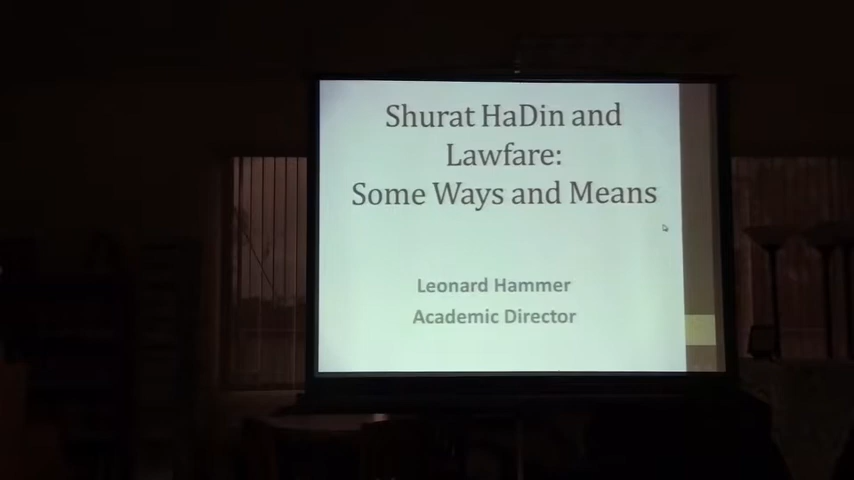 Shurat HaDin and
Lawfare:
Some Ways and Means
Leonard Hammer
Academic Director